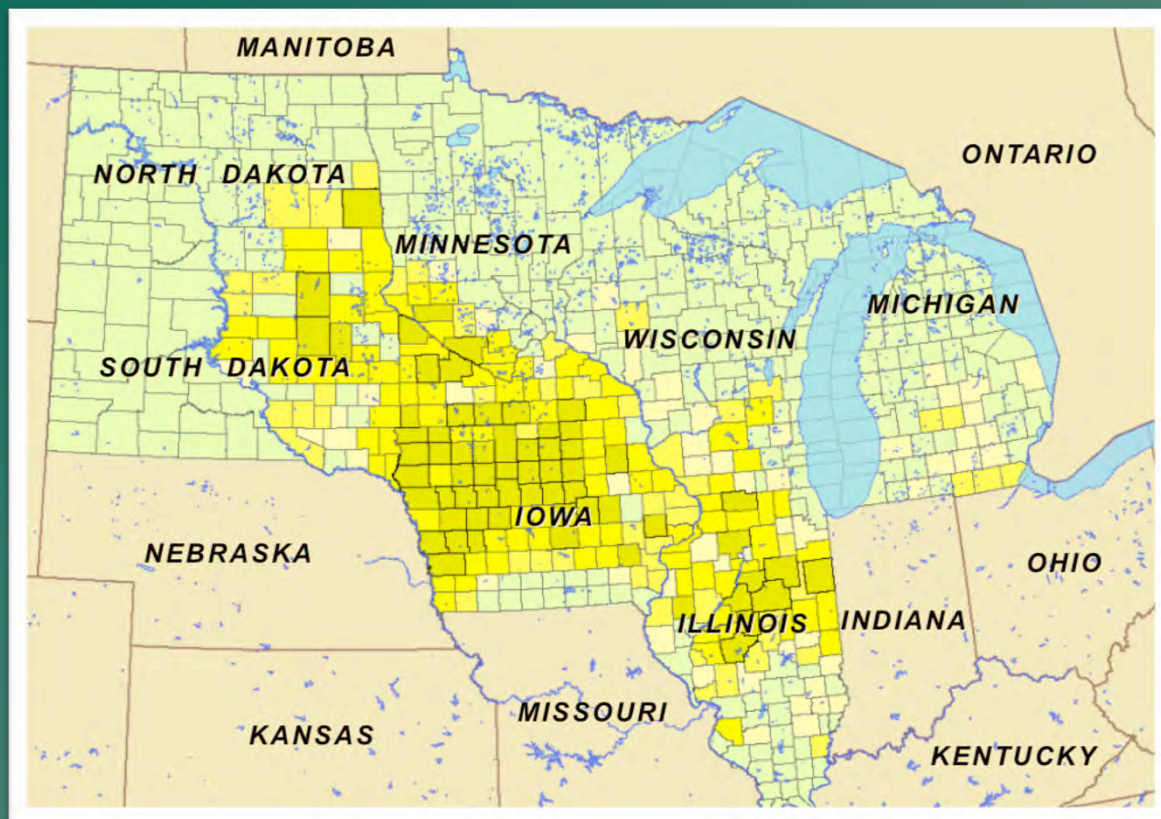 MANITOBA
ONTARIO
NORTH DAKOTA
MINNESOTA
MICHIGAN
WISCONSIN
SOUTH DAKOTA
IOWA
NEBRASKA
OHIO
ILLINOIS
INDIANA
MISSOURI
KANSAS
KENTUCKY